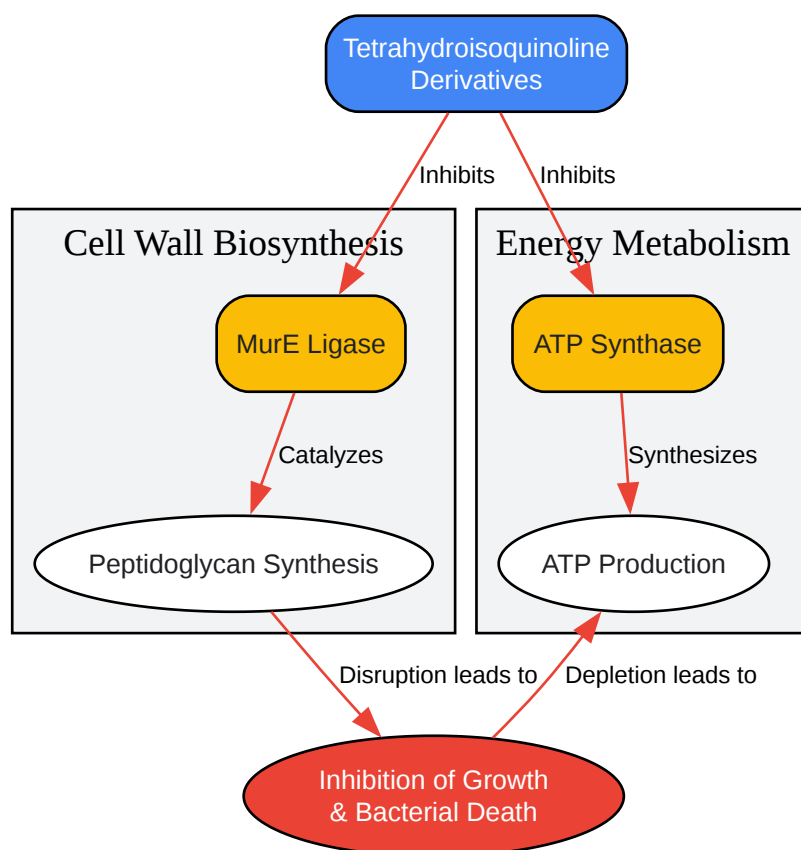 Tetrahydroisoquinoline
Derivatives
Inhibits
Inhibits
Cell Wall Biosynthesis
Energy Metabolism
MurE Ligase
ATP Synthase
Catalyzes
Synthesizes
Peptidoglycan Synthesis
ATP Production
Disruption leads to
Depletion leads to
Inhibition of Growth
& Bacterial Death